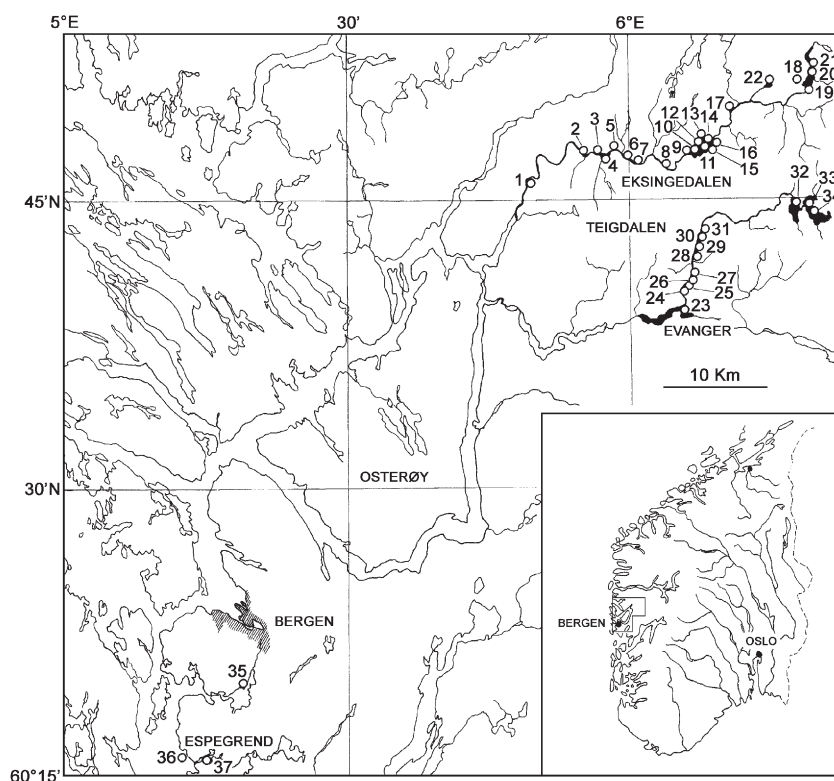 5°E 30' 6°E
21
22 18 20
19
17
12 13 14
2 3 5 10
6 7 8 9 16
4 11 15
1 EKSINGEDALEN
32 33
45' TEIGDALEN 34
31
30
29
28
26 27
24 25
23
EVANGER
10 Km
OSTERØY
30'N
BERGEN
BERGEN
OSLO
35
ESPEGREND
36 37
60°15'